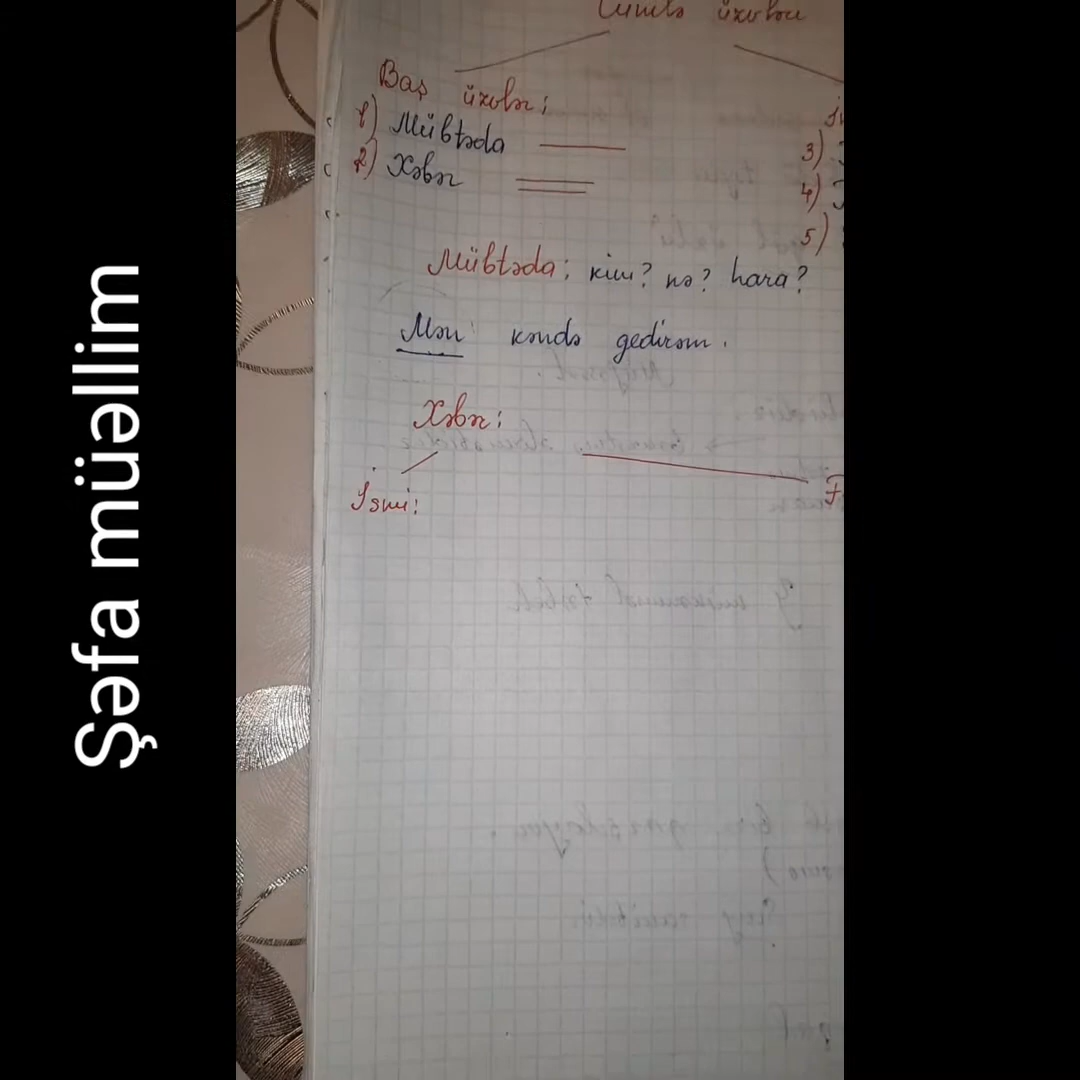 Cümlə üzvləri
Baş üzvlər:
1) Mübtəda
2) Xəbər
3)
4)
5)
Mübtəda: kim? nə? hara?
Mən kəndə gedirəm.
Xəbər:
İsmi:
F
Şəfa müəllim